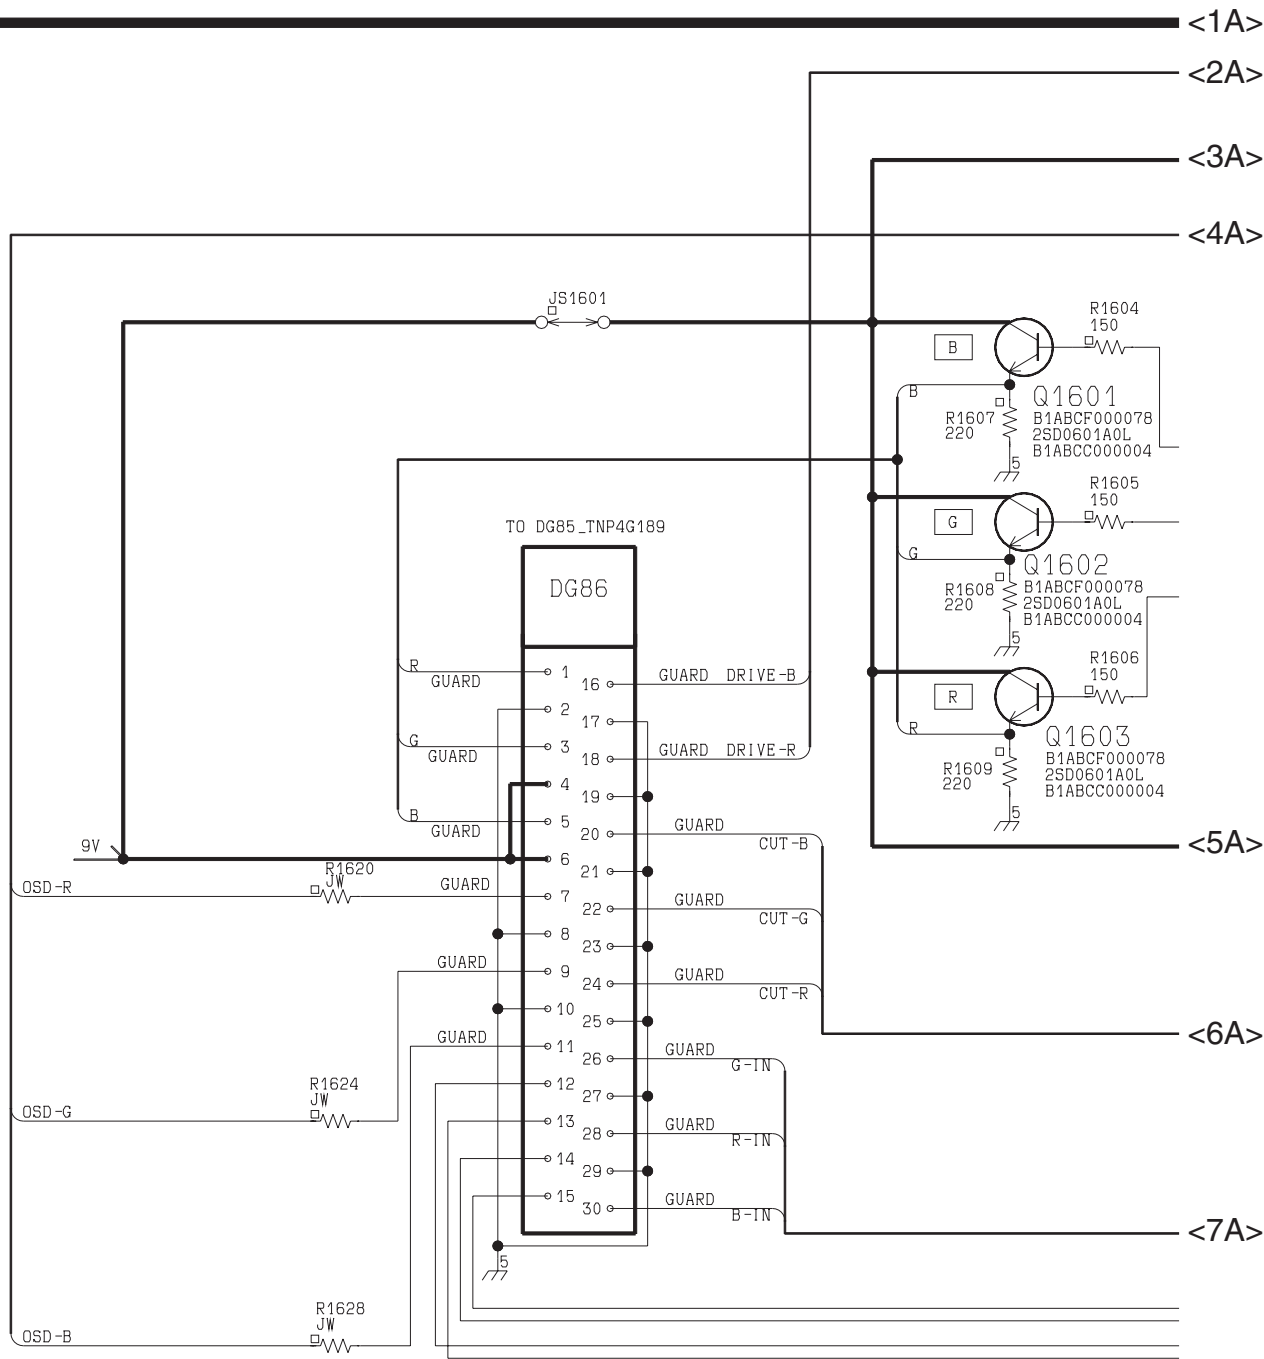 <1A>
<2A>
<3A>
<4A>
JS1601
R1604
150
B
B
Q1601
B1ABCF000078
2SD0601A0L
B1ABCC000004
R1607
220
5
R1605
150
TO DG85_TNP4G189
G
G
Q1602
B1ABCF000078
2SD0601A0L
B1ABCC000004
R1608
220
5
DG86
R1606
150
R
R
Q1603
B1ABCF000078
2SD0601A0L
B1ABCC000004
R1609
220
5
R
GUARD
1
16
GUARD DRIVE-B
2
17
G
GUARD
3
18
GUARD DRIVE-R
4
19
B
GUARD
5
20
GUARD
CUT-B
<5A>
9V
6
21
R1620
JW
OSD-R
GUARD
7
22
GUARD
CUT-G
8
23
GUARD
9
24
GUARD
CUT-R
10
25
<6A>
GUARD
11
26
GUARD
G-IN
R1624
JW
OSD-G
12
27
13
28
GUARD
R-IN
14
29
15
30
GUARD
B-IN
<7A>
5
R1628
JW
OSD-B